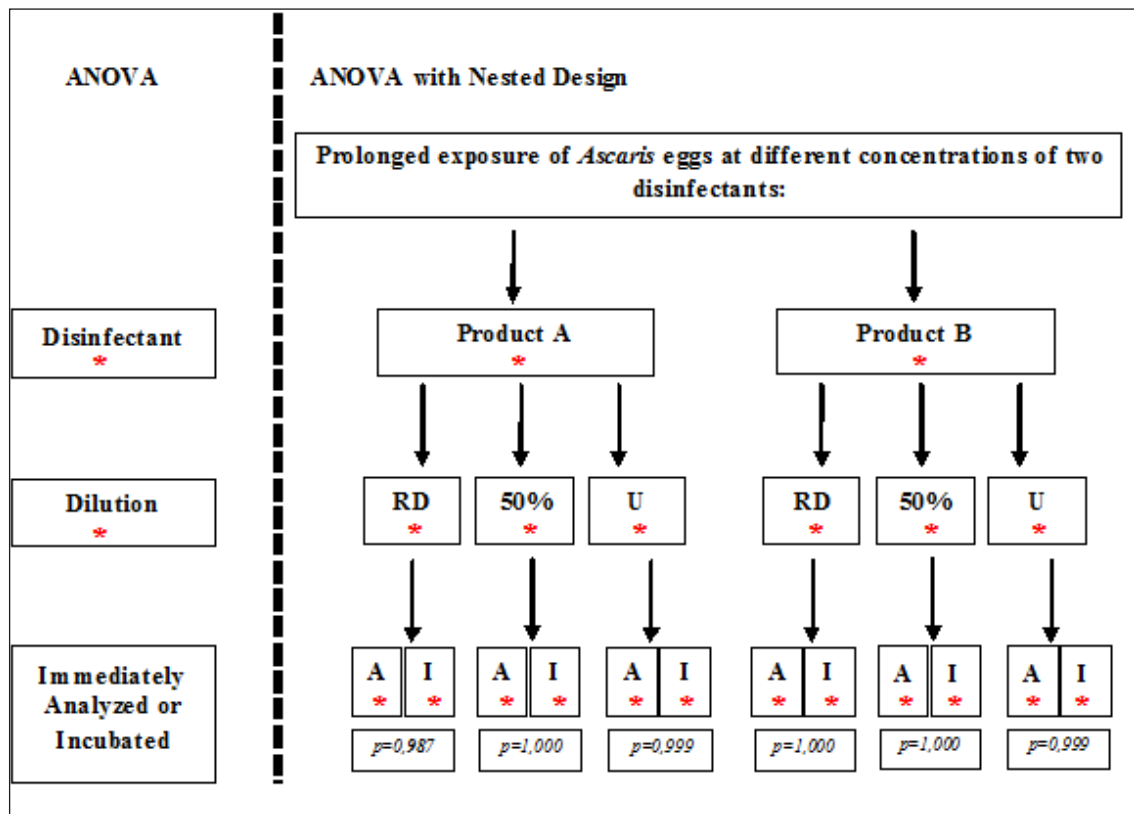 ANOVA
ANOVA with Nested Design
Prolonged exposure of Ascaris eggs at different concentrations of two
disinfectants:
Disinfectant
*
Product A
*
Product B
*
Dilution
*
RD
*
50%
*
U
*
RD
*
50%
*
U
*
Immediately
Analyzed or
Incubated
A I
* *
A I
* *
A I
* *
A I
* *
A I
* *
A I
* *
p=0,987
p=1,000
p=0,999
p=1,000
p=1,000
p=0,999